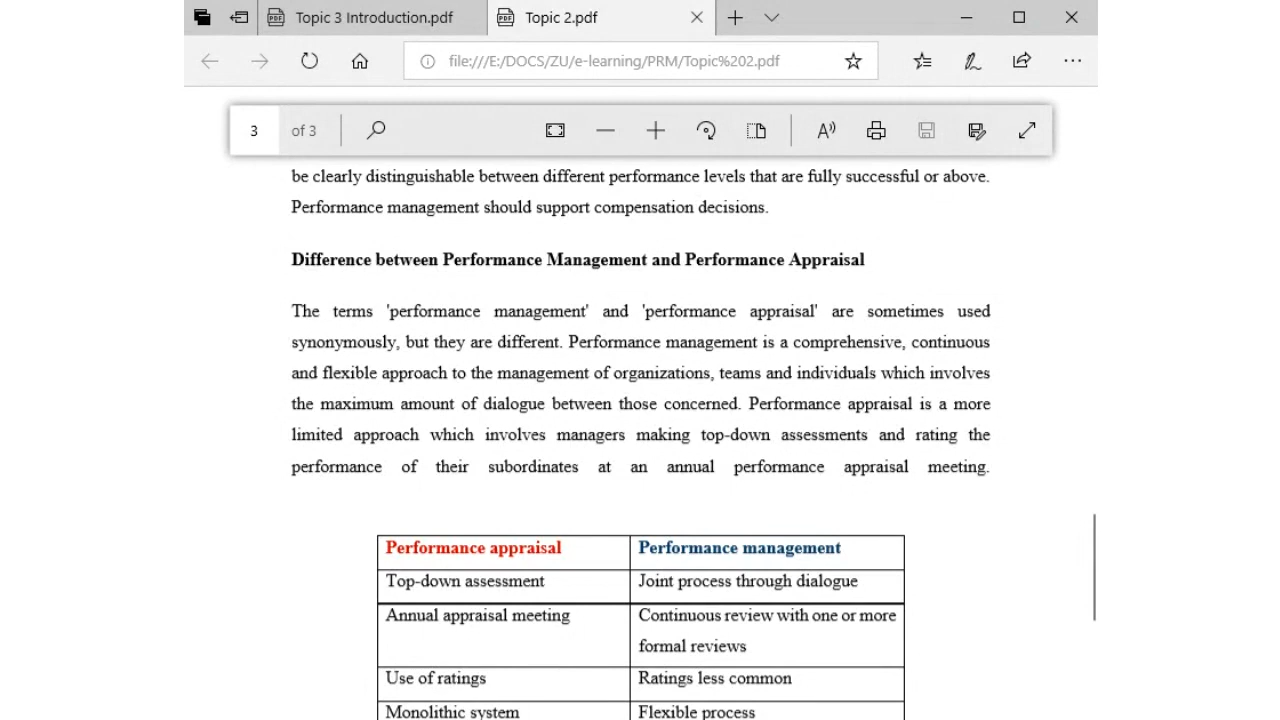 Topic 3 Introduction.pdf
Topic 2.pdf
file:///E:/DOCS/ZU/e-learning/PRM/Topic%202.pdf
3 of 3
be clearly distinguishable between different performance levels that are fully successful or above.
Performance management should support compensation decisions.
Difference between Performance Management and Performance Appraisal
The terms 'performance management' and 'performance appraisal' are sometimes used
synonymously, but they are different. Performance management is a comprehensive, continuous
and flexible approach to the management of organizations, teams and individuals which involves
the maximum amount of dialogue between those concerned. Performance appraisal is a more
limited approach which involves managers making top-down assessments and rating the
performance of their subordinates at an annual performance appraisal meeting.
Performance appraisal
Performance management
Top-down assessment
Joint process through dialogue
Annual appraisal meeting
Continuous review with one or more
formal reviews
Use of ratings
Ratings less common
Monolithic system
Flexible process